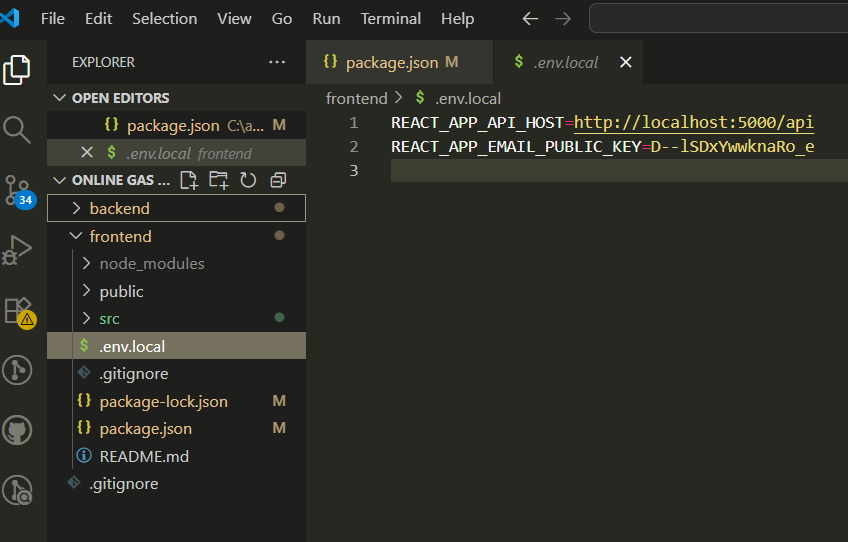 File Edit Selection View Go Run Terminal Help
EXPLORER ...
{} package.json M
$ .env.local
OPEN EDITORS
{} package.json C:\a... M
$ .env.local frontend
ONLINE GAS ...
34
backend
frontend
node_modules
public
src
$ .env.local
.gitignore
{} package-lock.json M
{} package.json M
README.md
.gitignore
frontend > $ .env.local
1 REACT_APP_API_HOST=http://localhost:5000/api
2 REACT_APP_EMAIL_PUBLIC_KEY=D--lSDxYwwknaRo_e
3